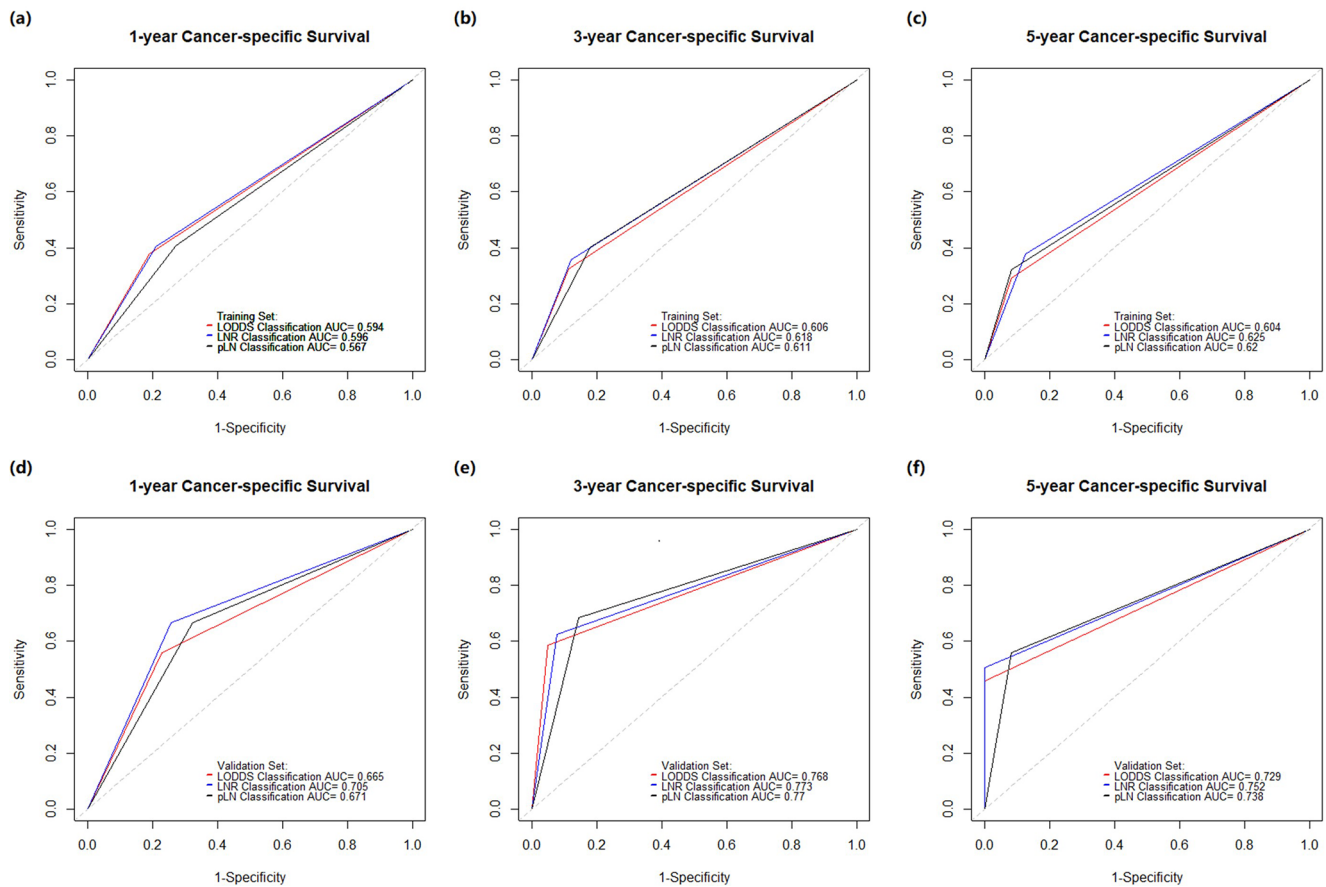 (a)
1-year Cancer-specific Survival
Sensitivity
1.0
0.8
0.6
0.4
0.2
0.0
Training Set:
LODDS Classification AUC= 0.594
LNR Classification AUC= 0.596
pLN Classification AUC= 0.567
0.0 0.2 0.4 0.6 0.8 1.0
1-Specificity
(b)
3-year Cancer-specific Survival
Sensitivity
1.0
0.8
0.6
0.4
0.2
0.0
Training Set:
LODDS Classification AUC= 0.606
LNR Classification AUC= 0.618
pLN Classification AUC= 0.611
0.0 0.2 0.4 0.6 0.8 1.0
1-Specificity
(c)
5-year Cancer-specific Survival
Sensitivity
1.0
0.8
0.6
0.4
0.2
0.0
Training Set:
LODDS Classification AUC= 0.604
LNR Classification AUC= 0.625
pLN Classification AUC= 0.62
0.0 0.2 0.4 0.6 0.8 1.0
1-Specificity
(d)
1-year Cancer-specific Survival
Sensitivity
1.0
0.8
0.6
0.4
0.2
0.0
Validation Set:
LODDS Classification AUC= 0.665
LNR Classification AUC= 0.705
pLN Classification AUC= 0.671
0.0 0.2 0.4 0.6 0.8 1.0
1-Specificity
(e)
3-year Cancer-specific Survival
Sensitivity
1.0
0.8
0.6
0.4
0.2
0.0
Validation Set:
LODDS Classification AUC= 0.768
LNR Classification AUC= 0.773
pLN Classification AUC= 0.77
0.0 0.2 0.4 0.6 0.8 1.0
1-Specificity
(f)
5-year Cancer-specific Survival
Sensitivity
1.0
0.8
0.6
0.4
0.2
0.0
Validation Set:
LODDS Classification AUC= 0.729
LNR Classification AUC= 0.752
pLN Classification AUC= 0.738
0.0 0.2 0.4 0.6 0.8 1.0
1-Specificity